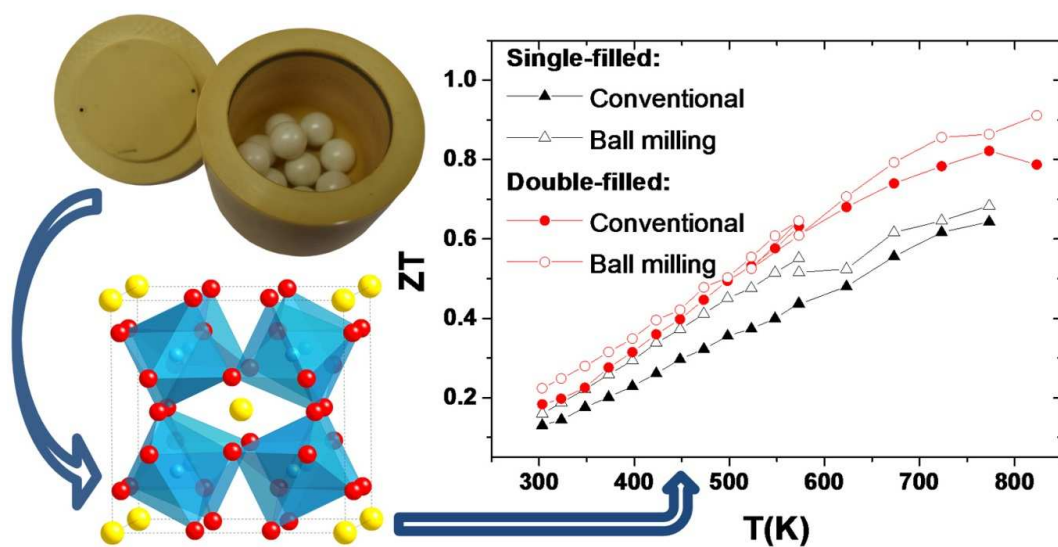 Single-filled:
Conventional
Ball milling
Double-filled:
Conventional
Ball milling
ZT
1.0
0.8
0.6
0.4
0.2
300 400 500 600 700 800
T(K)